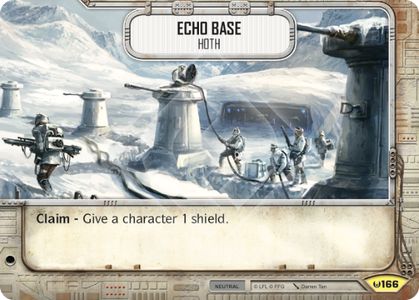 ECHO BASE
HOTH
Claim - Give a character 1 shield.
NEUTRAL
© LFL © FFG
Darren Tan
166